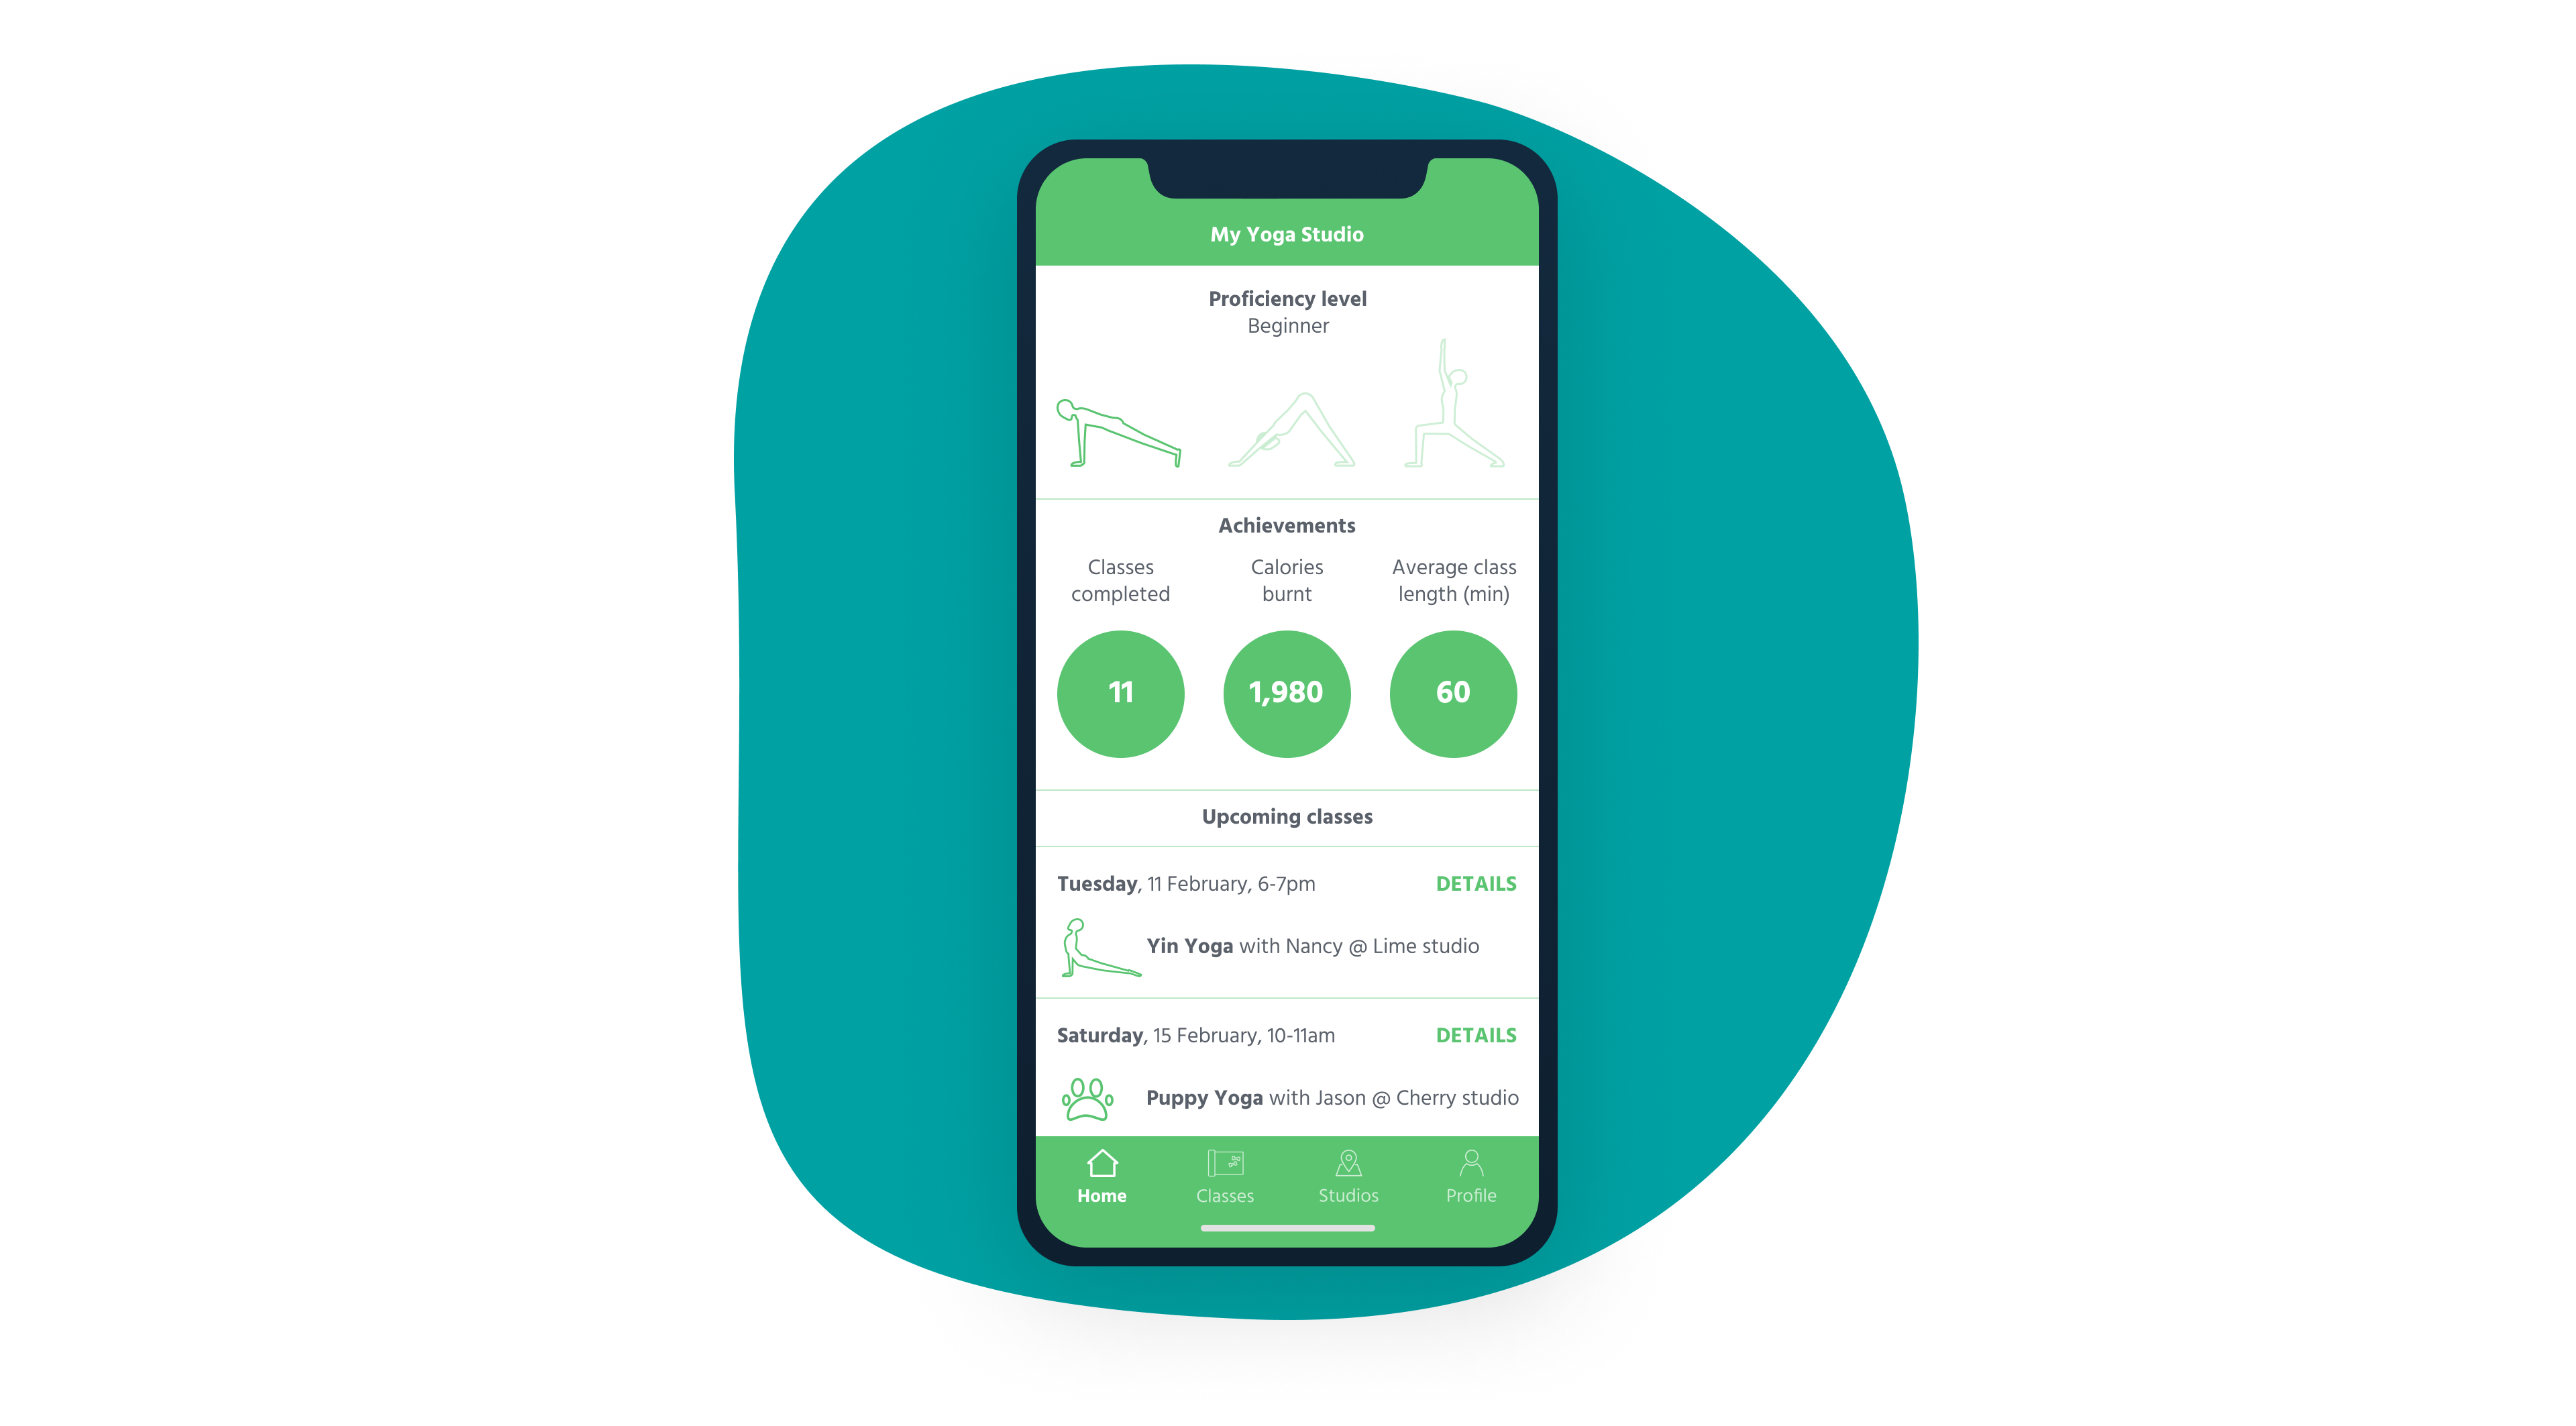 My Yoga Studio
Proficiency level
Beginner
Achievements
Classes
completed
Calories
burnt
Average class
length (min)
11
1,980
60
Upcoming classes
Tuesday, 11 February, 6-7pm
DETAILS
Yin Yoga with Nancy @ Lime studio
Saturday, 15 February, 10-11am
DETAILS
Puppy Yoga with Jason @ Cherry studio
Home
Classes
Studios
Profile